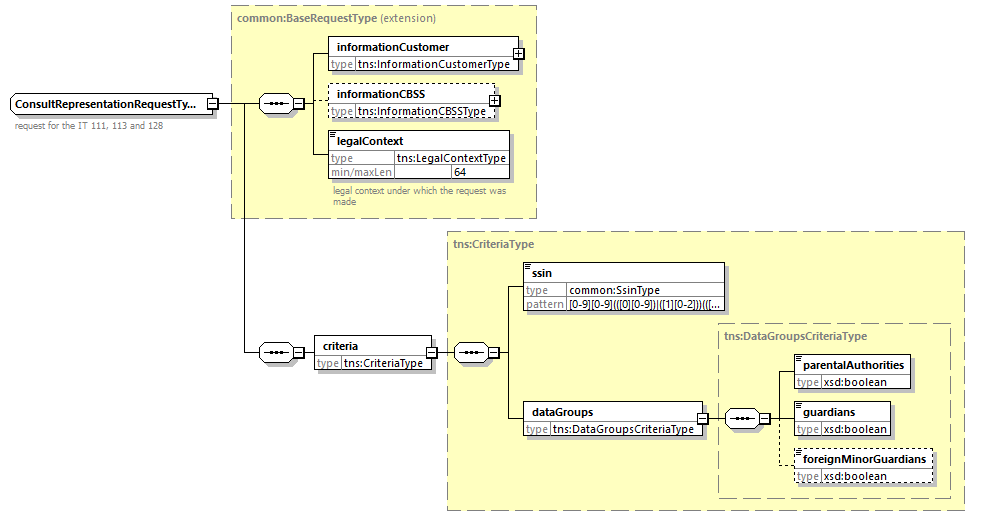 common:BaseRequestType (extension)
informationCustomer
type tns:InformationCustomerType
ConsultRepresentationRequestTy...
request for the IT 111, 113 and 128
informationCBSS
type tns:InformationCBSSType
legalContext
type tns:LegalContextType
min/maxLen 64
legal context under which the request was
made
tns:CriteriaType
ssin
type common:SsinType
pattern [0-9][0-9](([0][0-9])|([1][0-2]))(([...
criteria
type tns:CriteriaType
dataGroups
type tns:DataGroupsCriteriaType
tns:DataGroupsCriteriaType
parentalAuthorities
type xsd:boolean
guardians
type xsd:boolean
foreignMinorGuardians
type xsd:boolean